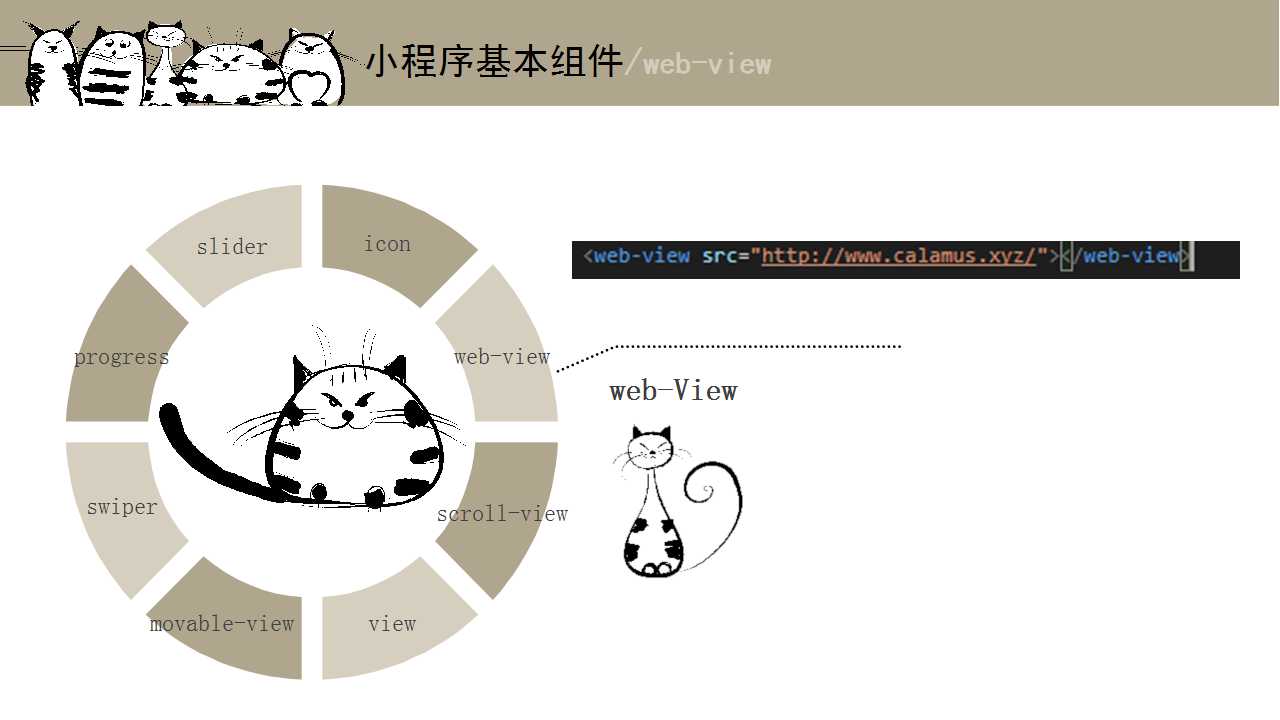 小程序基本组件/web-view
slider
icon
<web-view src="http://www.calamus.xyz/"></web-view>
progress
web-view
web-View
swiper
scroll-view
movable-view
view